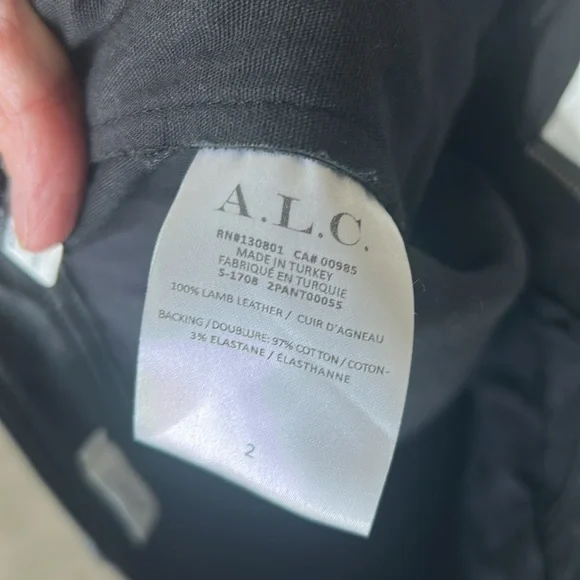 A.L.C.
RN#130801 CA# 00985
MADE IN TURKEY
FABRIQUÉ EN TURQUIE
S-1708 2PANT00055
100% LAMB LEATHER / CUIR D'AGNEAU
BACKING / DOUBLURE: 97% COTTON / COTON-
3% ELASTANE / ÉLASTHANNE
2